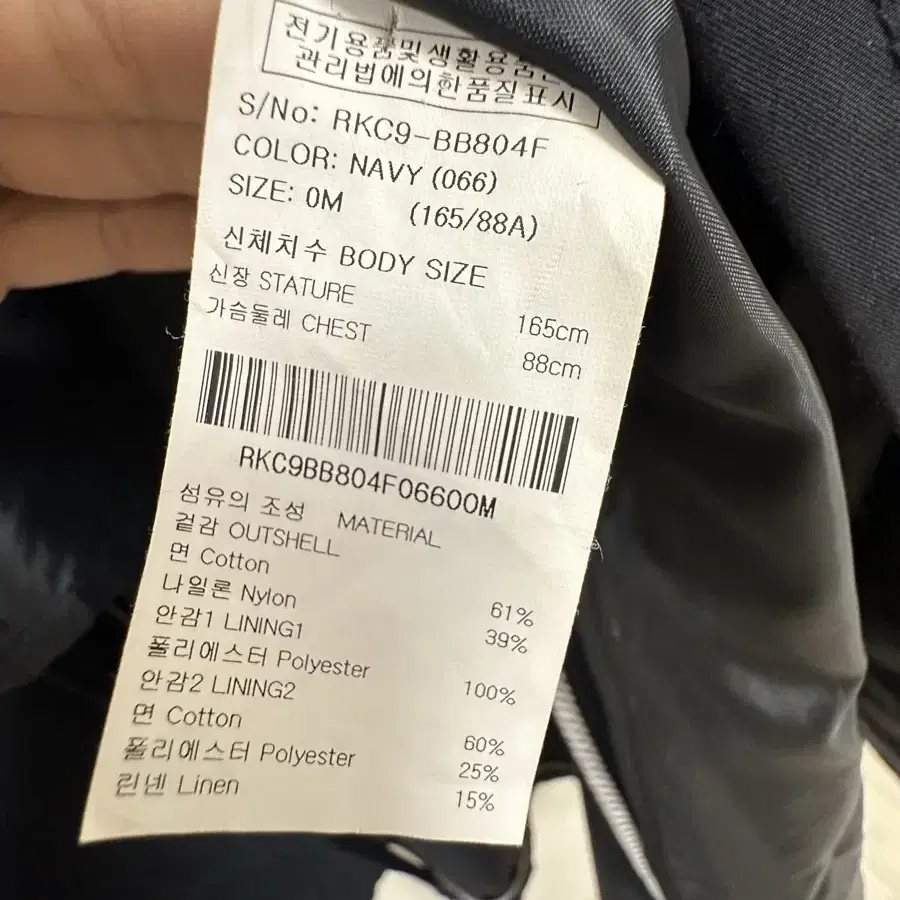 전기용품및생활용품안
관리법에의한품질표시
S/No: RKC9-BB804F
COLOR: NAVY (066)
SIZE: 0M (165/88A)
신체치수 BODY SIZE
신장 STATURE 165cm
가슴둘레 CHEST 88cm
RKC9BB804F06600M
섬유의 조성 MATERIAL
겉감 OUTSHELL
면 Cotton 61%
나일론 Nylon 39%
안감1 LINING1
폴리에스터 Polyester 100%
안감2 LINING2
면 Cotton 60%
폴리에스터 Polyester 25%
린넨 Linen 15%